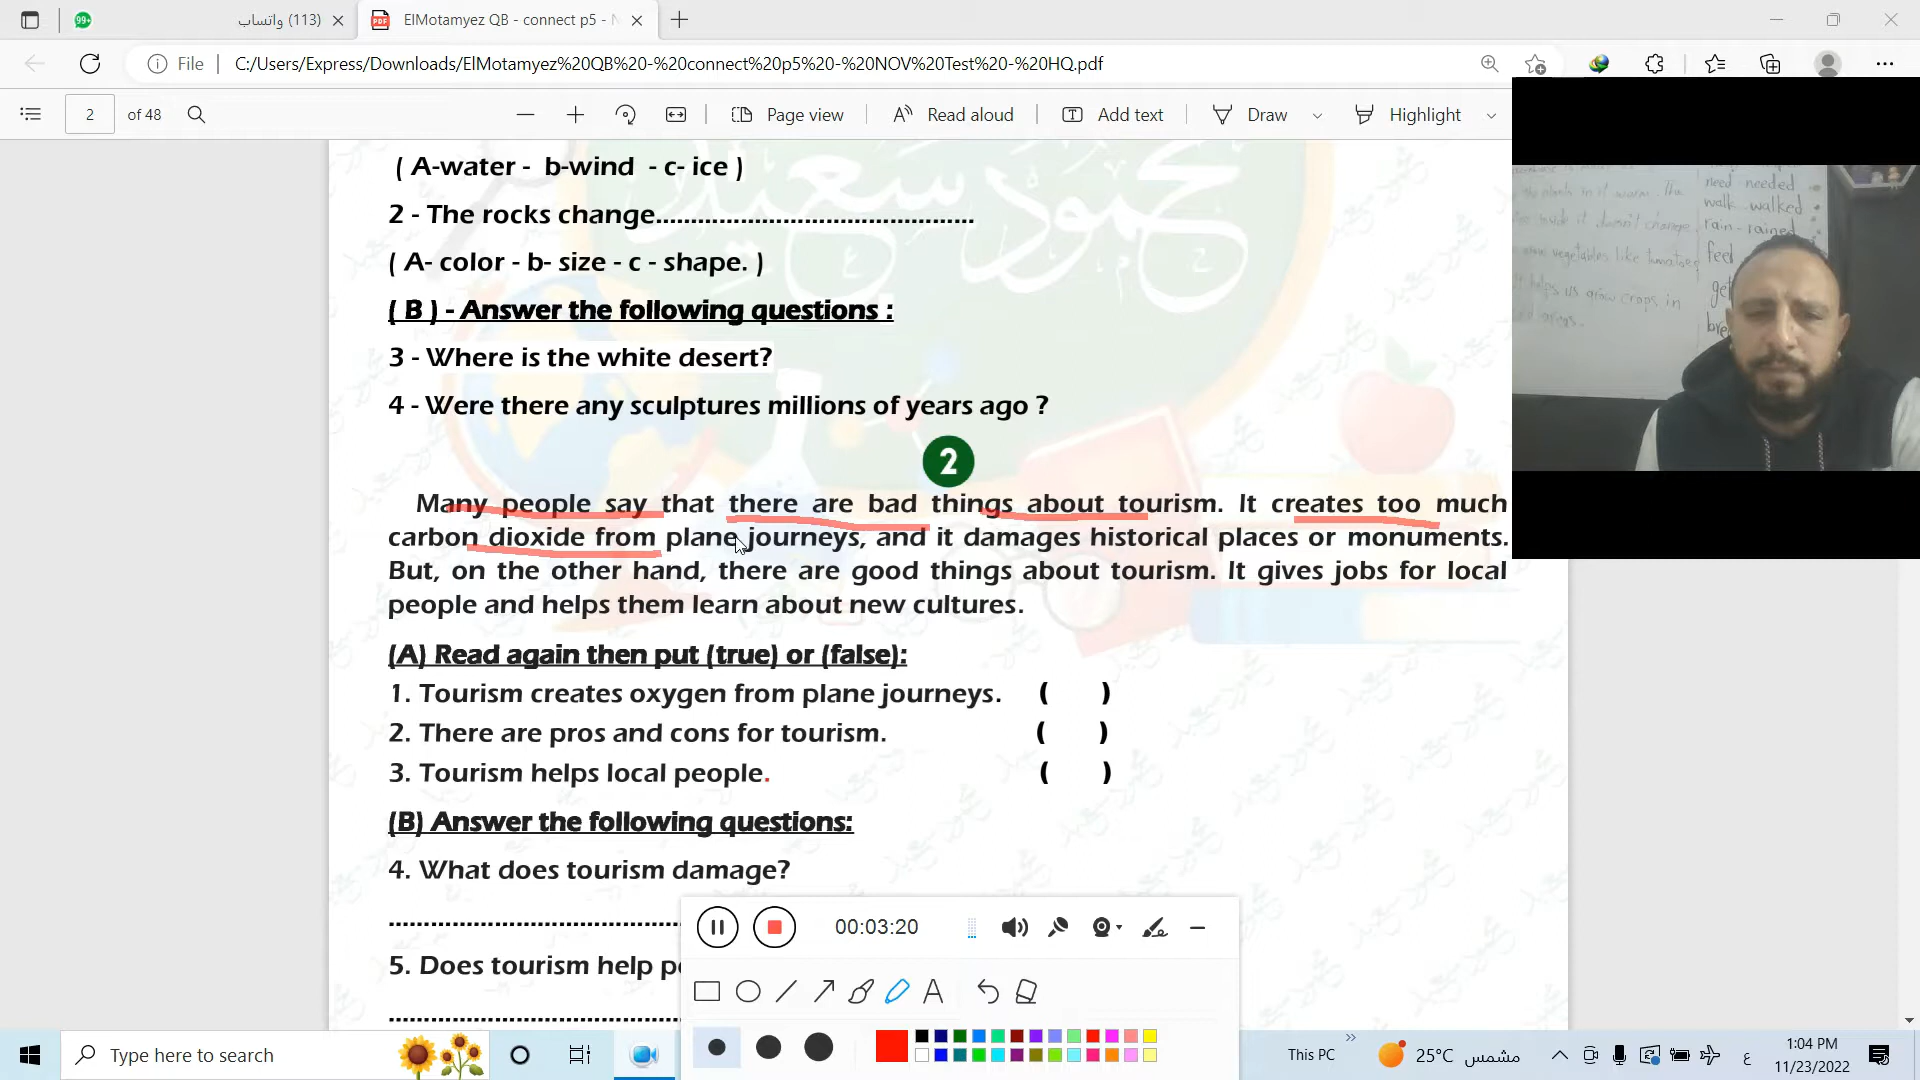 99+
واتساب (113)
ElMotamyez QB - connect p5 - N
File
C:/Users/Express/Downloads/ElMotamyez%20QB%20-%20connect%20p5%20-%20NOV%20Test%20-%20HQ.pdf
2 of 48
Page view
Read aloud
Add text
Draw
Highlight
( A-water - b-wind - c- ice )
2 - The rocks change.............................................
( A- color - b- size - c - shape. )
( B ) - Answer the following questions :
3 - Where is the white desert?
4 - Were there any sculptures millions of years ago ?
محمود سعيد
2
Many people say that there are bad things about tourism. It creates too much
carbon dioxide from plane journeys, and it damages historical places or monuments.
But, on the other hand, there are good things about tourism. It gives jobs for local
people and helps them learn about new cultures.
(A) Read again then put (true) or (false):
1. Tourism creates oxygen from plane journeys. ( )
2. There are pros and cons for tourism. ( )
3. Tourism helps local people. ( )
(B) Answer the following questions:
4. What does tourism damage?
..........................................
5. Does tourism help p
..........................................
need needed
walk walked
rain - rained
feel
get
00:03:20
Type here to search
This PC
25°C مشمس
ع
1:04 PM
11/23/2022